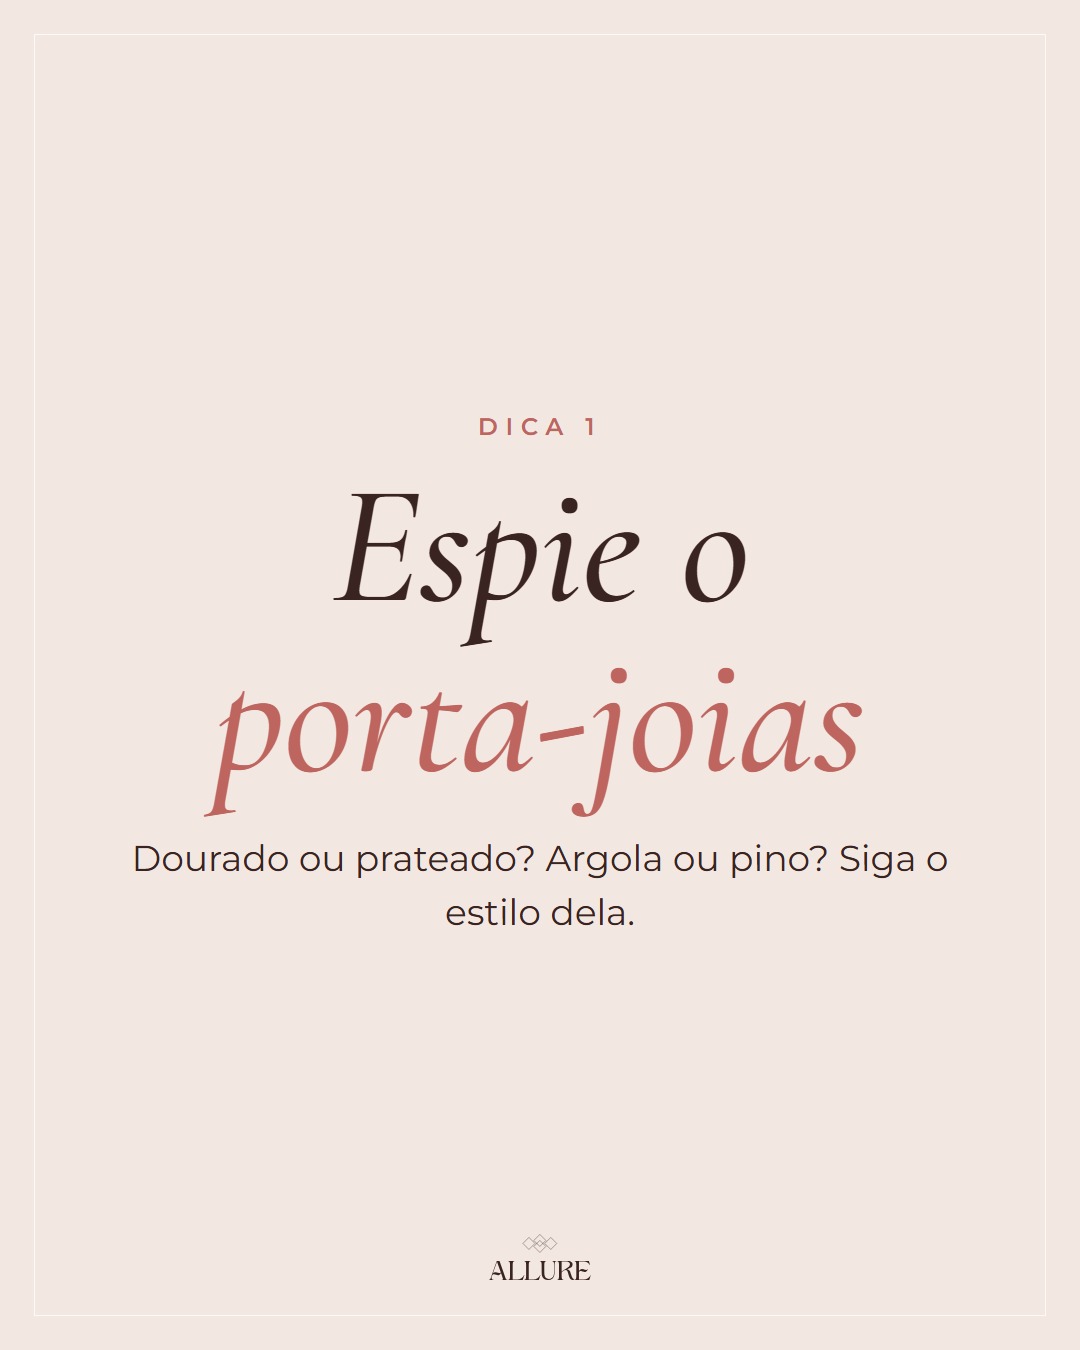 DICA 1
Espie o
porta-joias
Dourado ou prateado? Argola ou pino? Siga o
estilo dela.
ALLURE